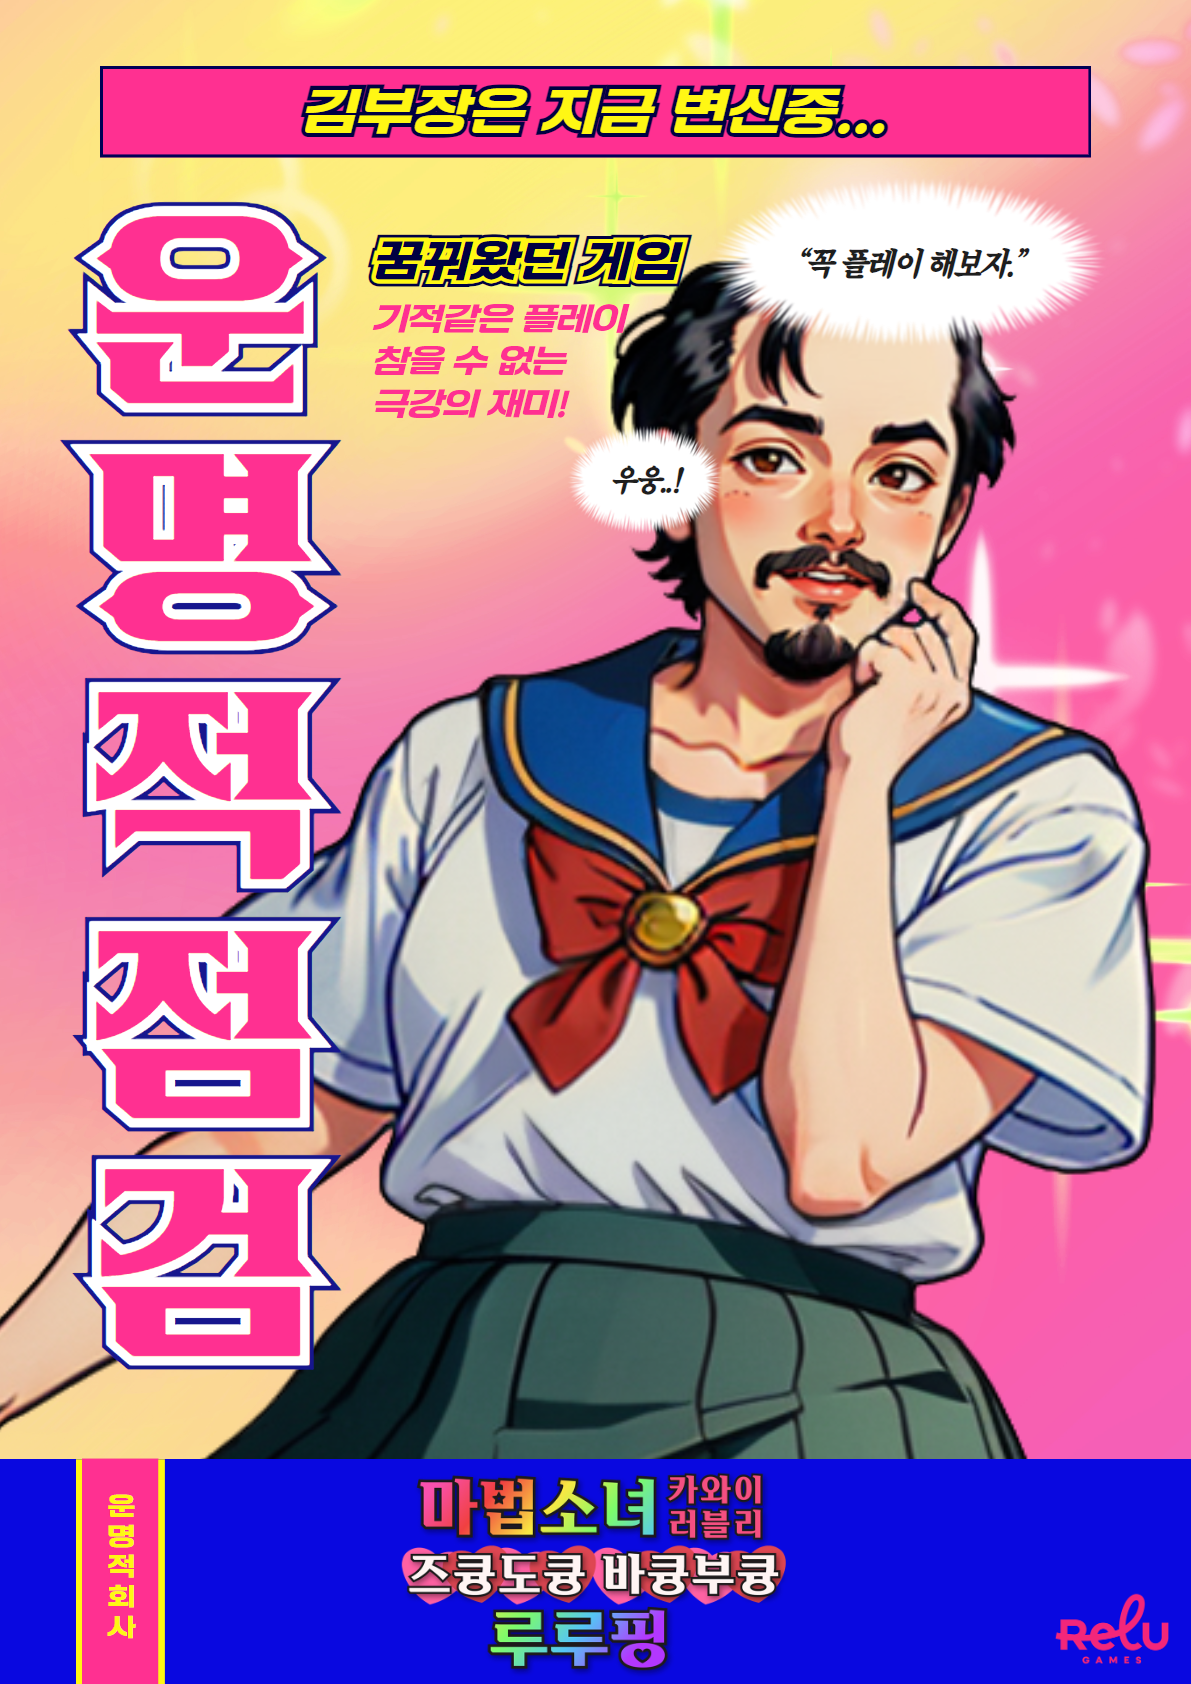 김부장은 지금 변신중...
운명적점검
꿈꿔왔던 게임
기적같은 플레이
참을 수 없는
극강의 재미!
“꼭 플레이 해보자.”
우웅..!
운명적회사
마법소녀 카와이 러블리
즈큥도큥 바큥부큥
루루핑
ReLU
GAMES